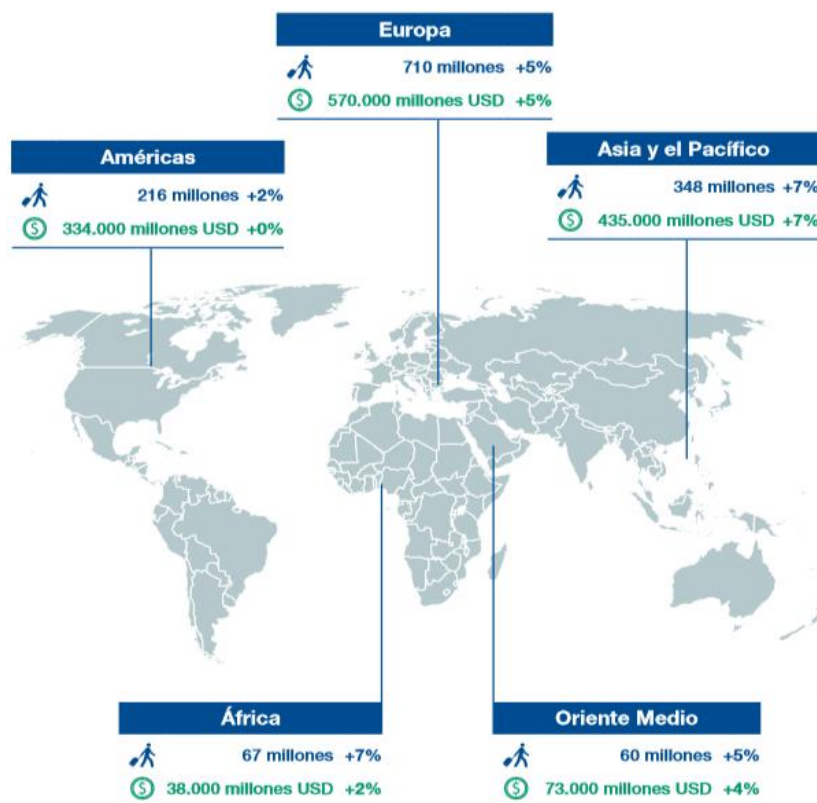 Europa
710 millones +5%
570.000 millones USD +5%
Américas
216 millones +2%
334.000 millones USD +0%
Asia y el Pacífico
348 millones +7%
435.000 millones USD +7%
África
67 millones +7%
38.000 millones USD +2%
Oriente Medio
60 millones +5%
73.000 millones USD +4%